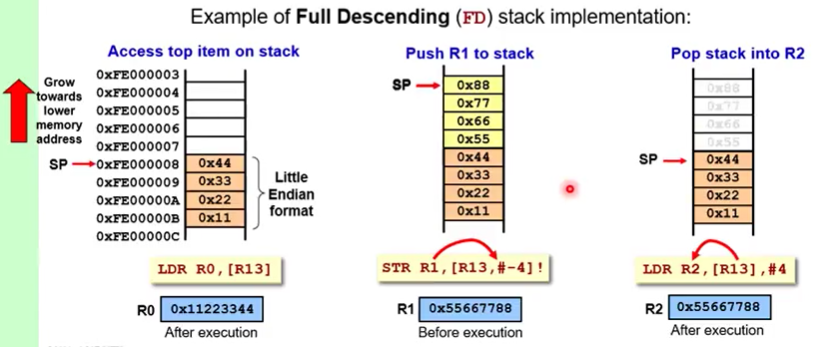 Example of Full Descending (FD) stack implementation:
Access top item on stack
Grow
towards
lower
memory
address
0xFE000003
0xFE000004
0xFE000005
0xFE000006
0xFE000007
SP
0xFE000008
0x44
0xFE000009
0x33
0xFE00000A
0x22
0xFE00000B
0x11
0xFE00000C
Little
Endian
format
LDR R0,[R13]
R0
0x11223344
After execution
Push R1 to stack
SP
0x88
0x77
0x66
0x55
0x44
0x33
0x22
0x11
STR R1,[R13,#-4]!
R1
0x55667788
Before execution
Pop stack into R2
0x88
0x77
0x66
0x55
SP
0x44
0x33
0x22
0x11
LDR R2,[R13],#4
R2
0x55667788
After execution